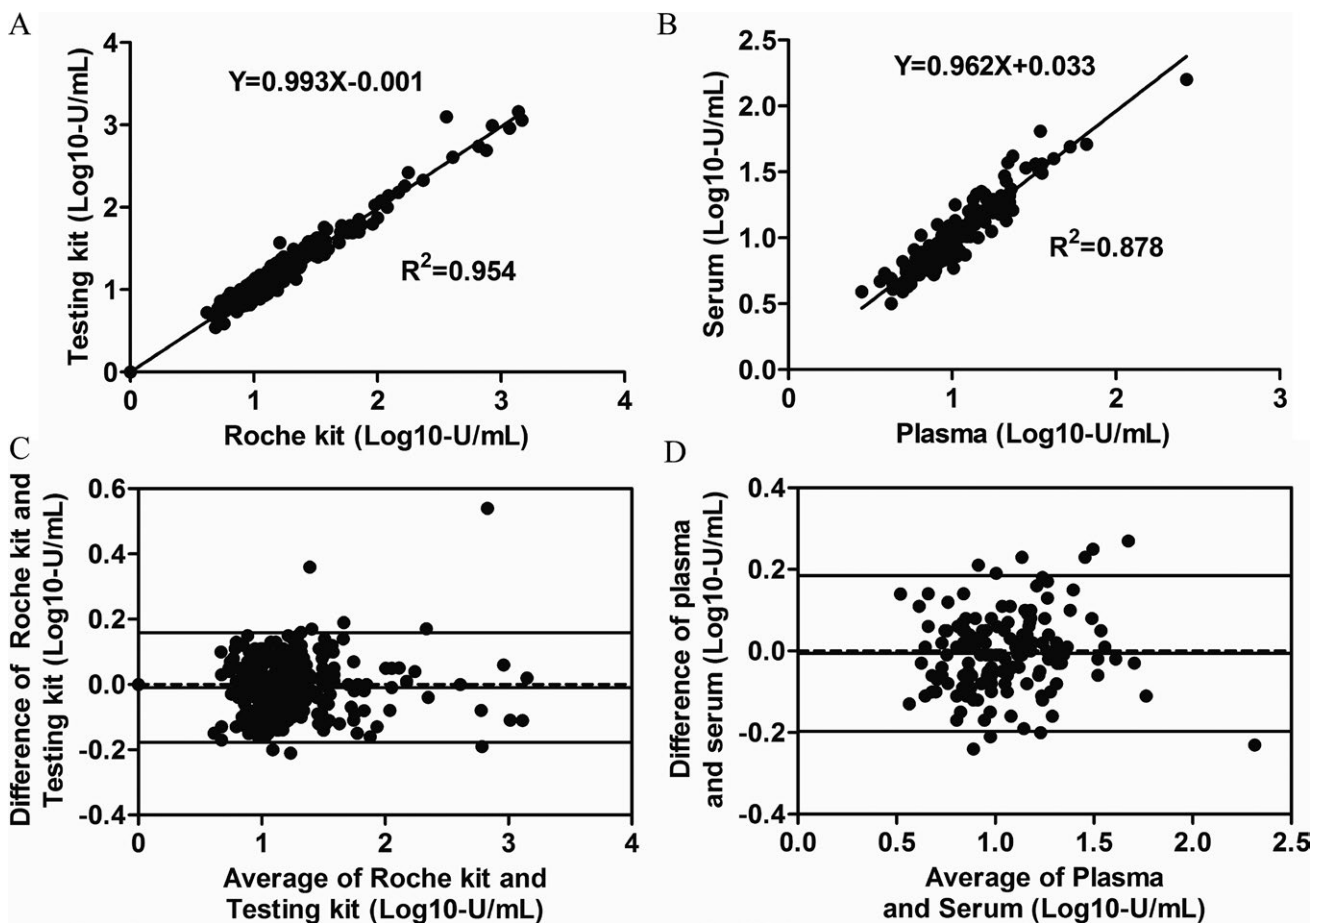 A
Testing kit (Log10-U/mL)
4
3
2
1
0
Y=0.993X-0.001
R2=0.954
0
1
2
3
4
Roche kit (Log10-U/mL)
B
Serum (Log10-U/mL)
2.5
2.0
1.5
1.0
0.5
0.0
Y=0.962X+0.033
R2=0.878
0
1
2
3
Plasma (Log10-U/mL)
C
Difference of Roche kit and
Testing kit (Log10-U/mL)
0.6
0.4
0.2
0.0
-0.2
-0.4
0
1
2
3
4
Average of Roche kit and
Testing kit (Log10-U/mL)
D
Difference of plasma
and serum (Log10-U/mL)
0.4
0.2
0.0
-0.2
-0.4
0.0
0.5
1.0
1.5
2.0
2.5
Average of Plasma
and Serum (Log10-U/mL)